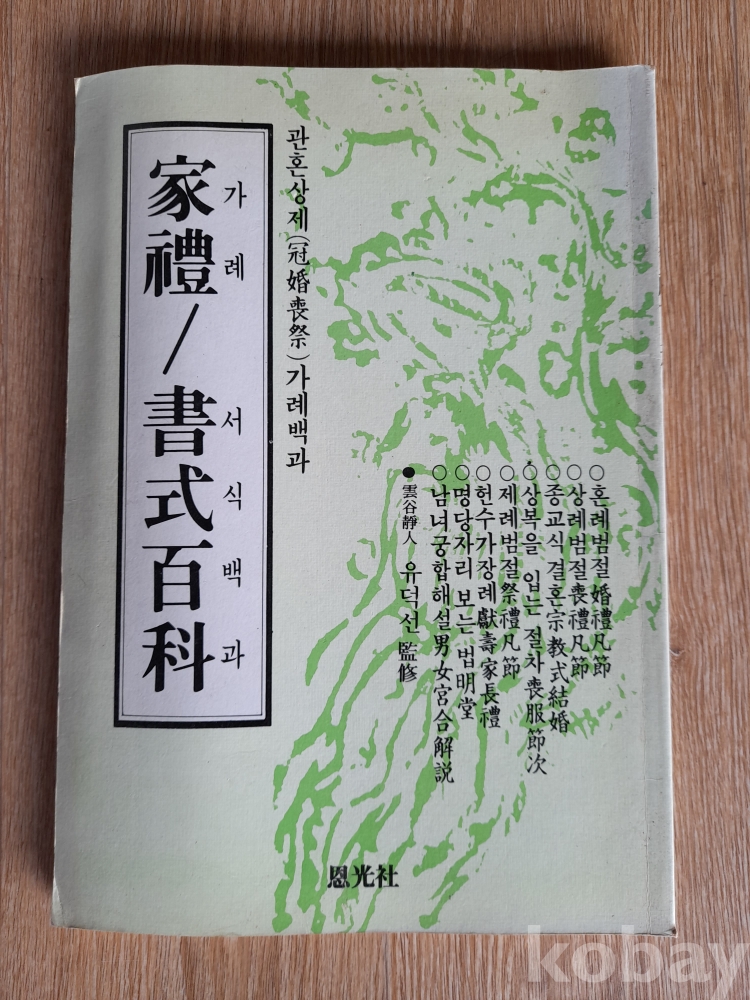 家禮/書式百科
가례 서식백과
관혼상제(冠婚喪祭)가례백과
○혼례범절婚禮凡節
○상례범절喪禮凡節
○종교식결혼宗教式結婚
○상복을 입는 절차喪服節次
○제례범절祭禮凡節
○헌수가장례獻壽家長禮
○명당자리 보는 법明堂
○남녀궁합해설男女宮合解説
●雲谷靜人 유덕선 監修
恩光社
kobay